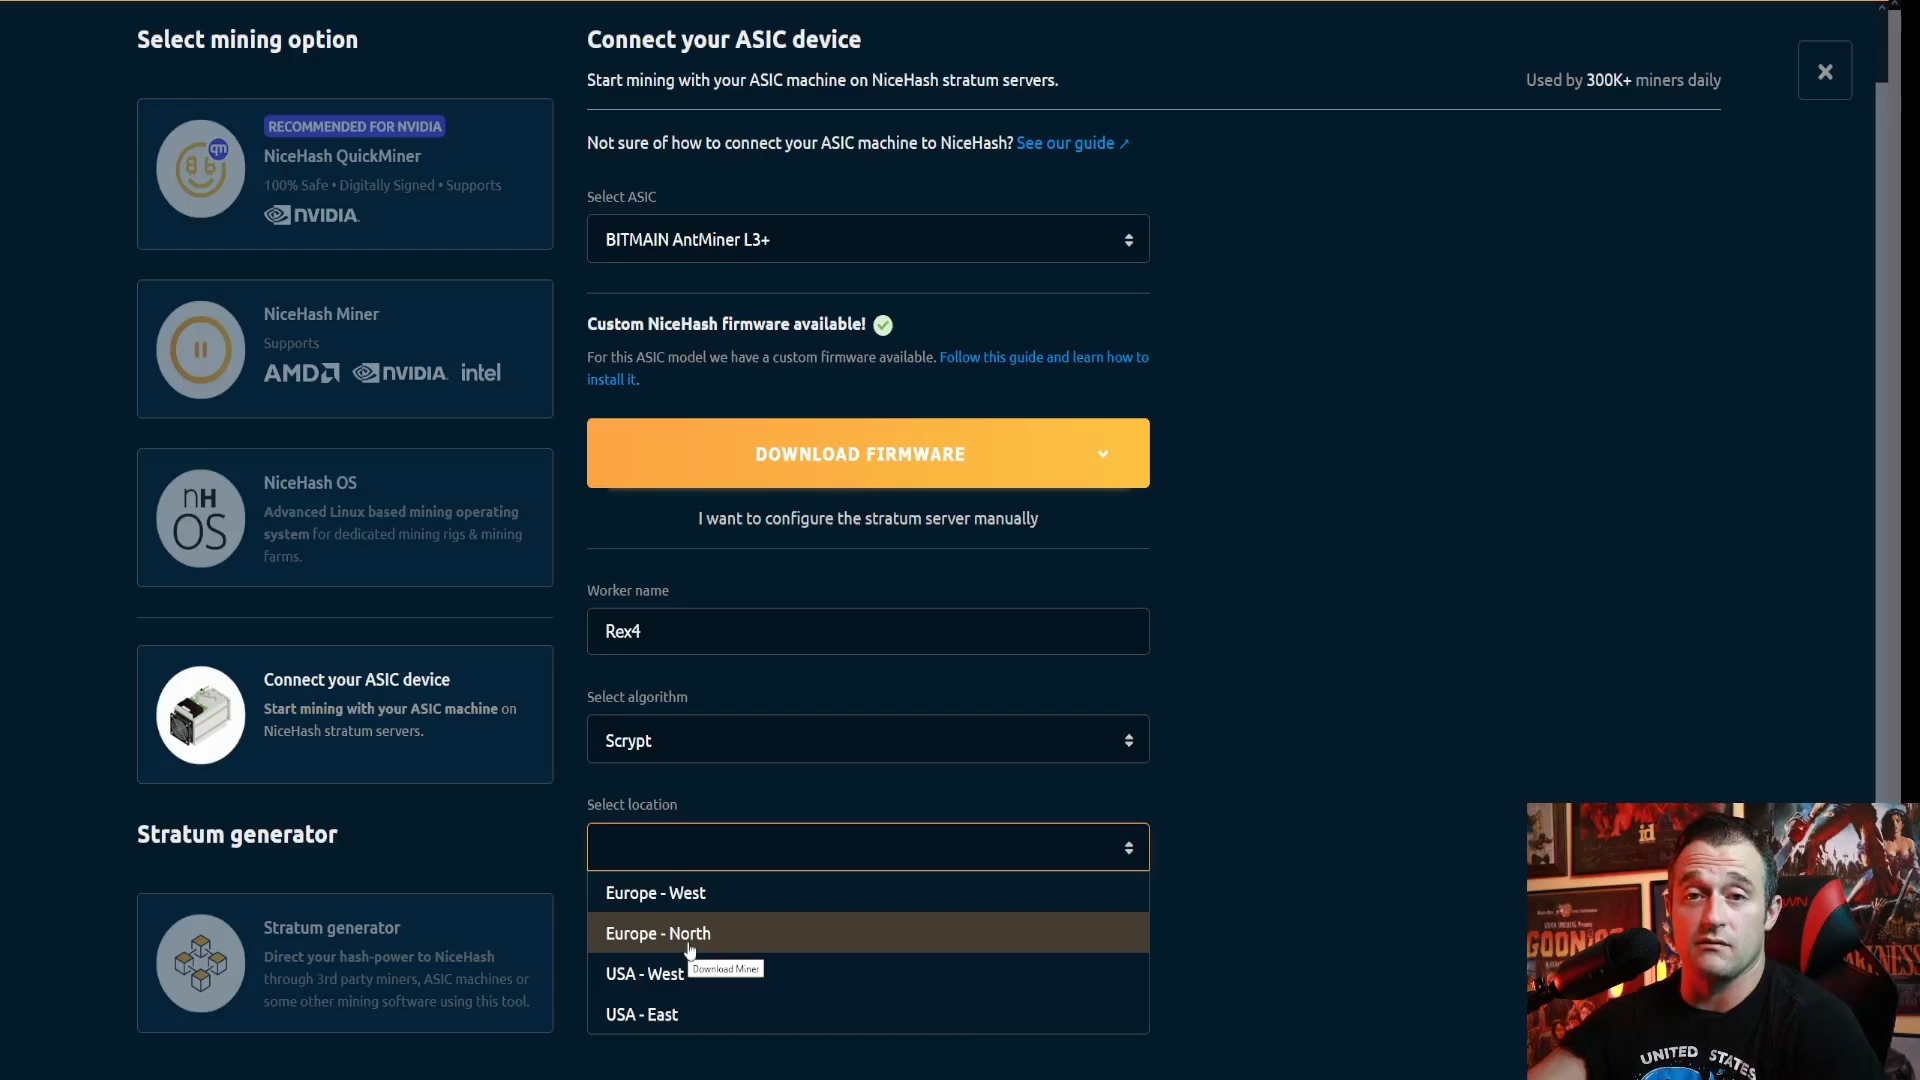 Select mining option
RECOMMENDED FOR NVIDIA
qm
NiceHash QuickMiner
100% Safe • Digitally Signed • Supports
NVIDIA.
NiceHash Miner
Supports
AMD NVIDIA. intel
nH
OS
NiceHash OS
Advanced Linux based mining operating
system for dedicated mining rigs & mining
farms.
Connect your ASIC device
Start mining with your ASIC machine on
NiceHash stratum servers.
Stratum generator
Stratum generator
Direct your hash-power to NiceHash
through 3rd party miners, ASIC machines or
some other mining software using this tool.
Connect your ASIC device
Start mining with your ASIC machine on NiceHash stratum servers.
Used by 300K+ miners daily
Not sure of how to connect your ASIC machine to NiceHash? See our guide ↗
Select ASIC
BITMAIN AntMiner L3+
Custom NiceHash firmware available!
For this ASIC model we have a custom firmware available. Follow this guide and learn how to
install it.
DOWNLOAD FIRMWARE
I want to configure the stratum server manually
Worker name
Rex4
Select algorithm
Scrypt
Select location
Europe - West
Europe - North
USA - West
Download Miner
USA - East
id
GOONIES
UNITED STATES